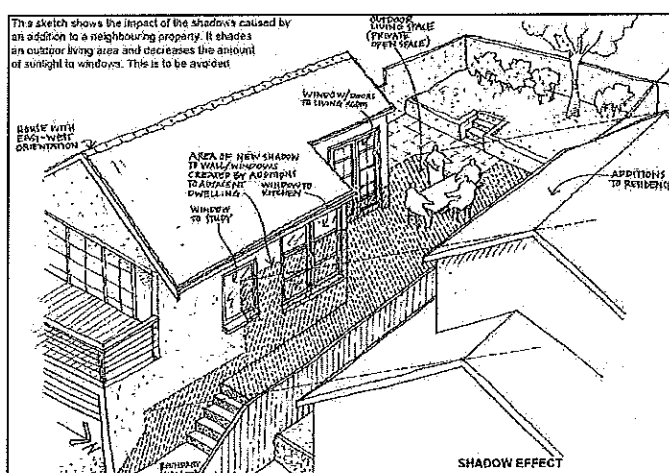 This sketch shows the impact of the shadows caused by
an addition to a neighbouring property. It shades
an outdoor living area and decreases the amount
of sunlight to windows. This is to be avoided
OUTDOOR
LIVING SPACE
(PRIVATE
OPEN SPACE)
WINDOW/DOORS
TO LIVING ROOM
HOUSE WITH
EAST-WEST
ORIENTATION
AREA OF NEW SHADOW
TO WALL/WINDOWS
CREATED BY ADDITIONS
TO ADJACENT
DWELLING
WINDOW TO
KITCHEN
WINDOW
TO STUDY
ADDITIONS
TO RESIDENCE
SHADOW EFFECT